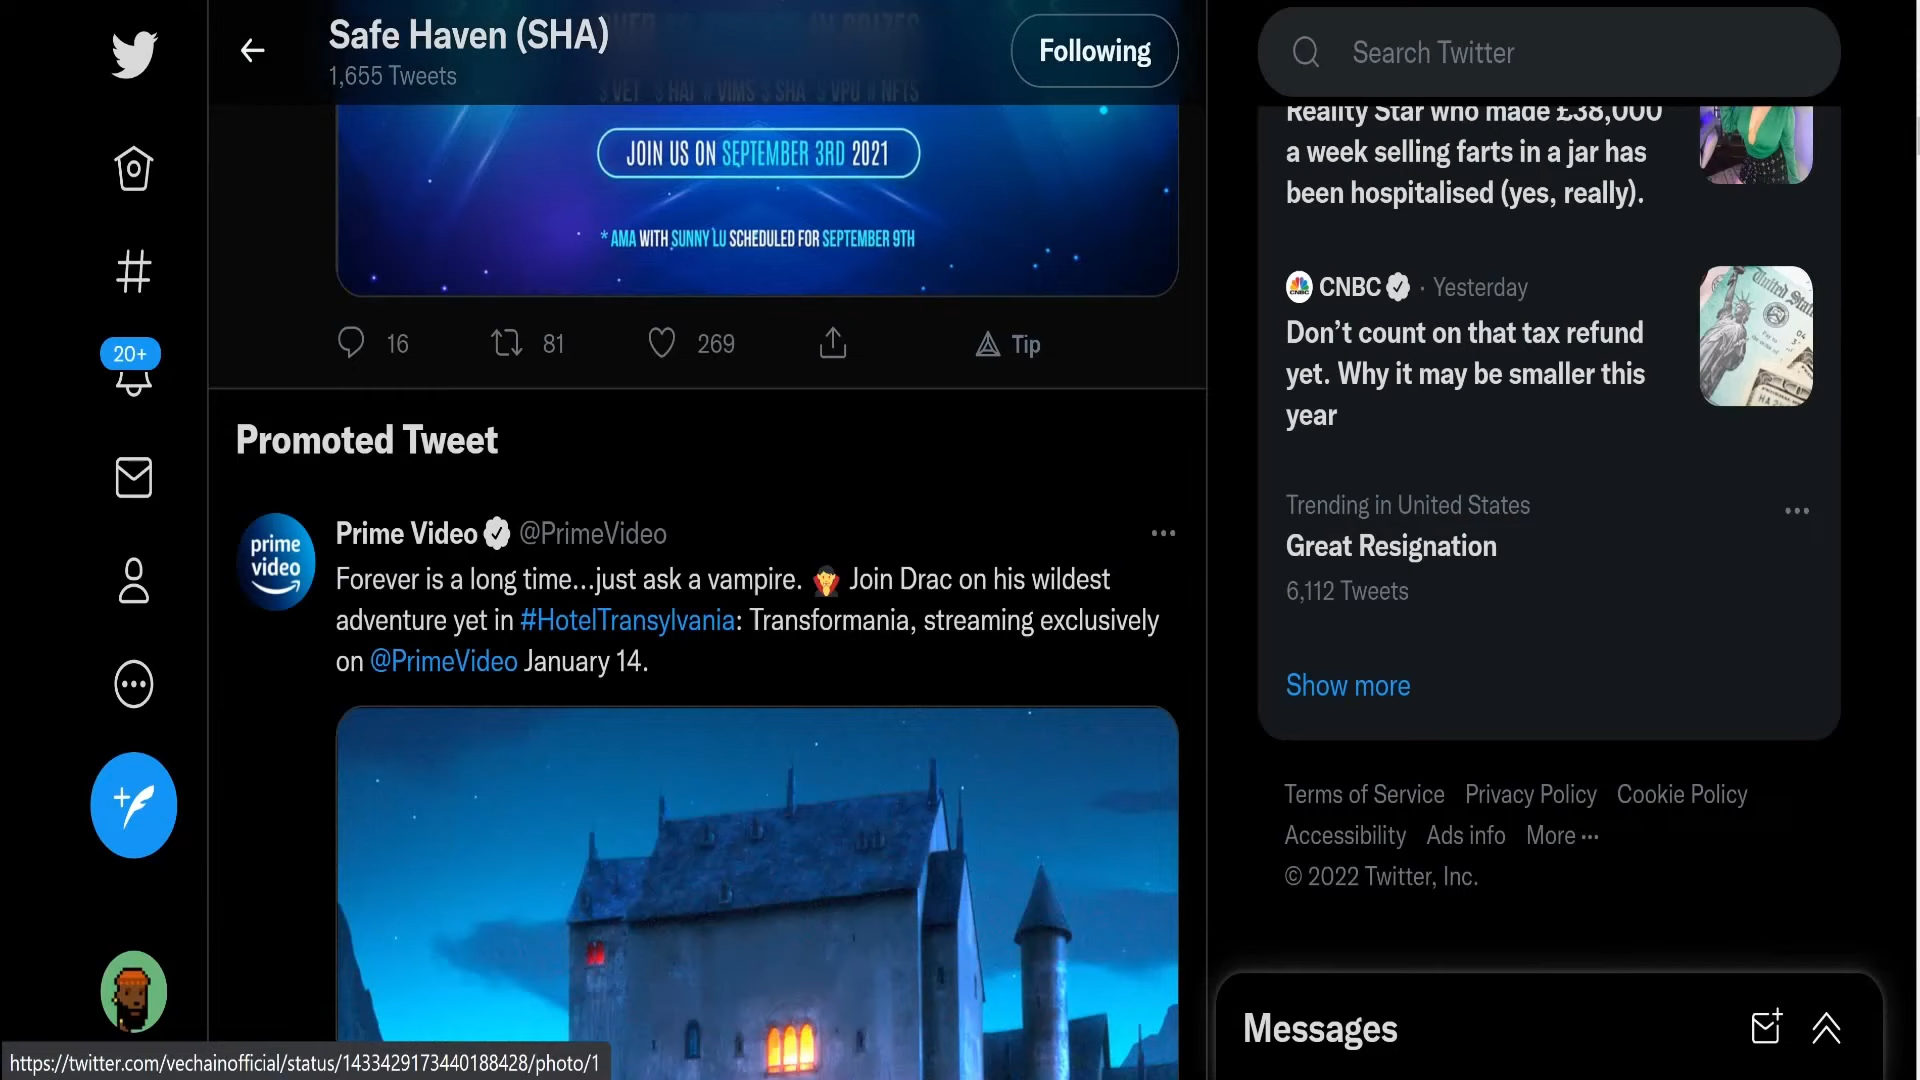 Safe Haven (SHA)
1,655 Tweets
Following
Search Twitter
JOIN US ON SEPTEMBER 3RD 2021
* AMA WITH SUNNY LU SCHEDULED FOR SEPTEMBER 9TH
16
81
269
Tip
20+
Promoted Tweet
prime
video
Prime Video @PrimeVideo
Forever is a long time...just ask a vampire. Join Drac on his wildest
adventure yet in #HotelTransylvania: Transformania, streaming exclusively
on @PrimeVideo January 14.
Reality Star who made £38,000
a week selling farts in a jar has
been hospitalised (yes, really).
CNBC · Yesterday
Don’t count on that tax refund
yet. Why it may be smaller this
year
Trending in United States
Great Resignation
6,112 Tweets
Show more
Terms of Service Privacy Policy Cookie Policy
Accessibility Ads info More ···
© 2022 Twitter, Inc.
Messages
https://twitter.com/vechainofficial/status/1433429173440188428/photo/1